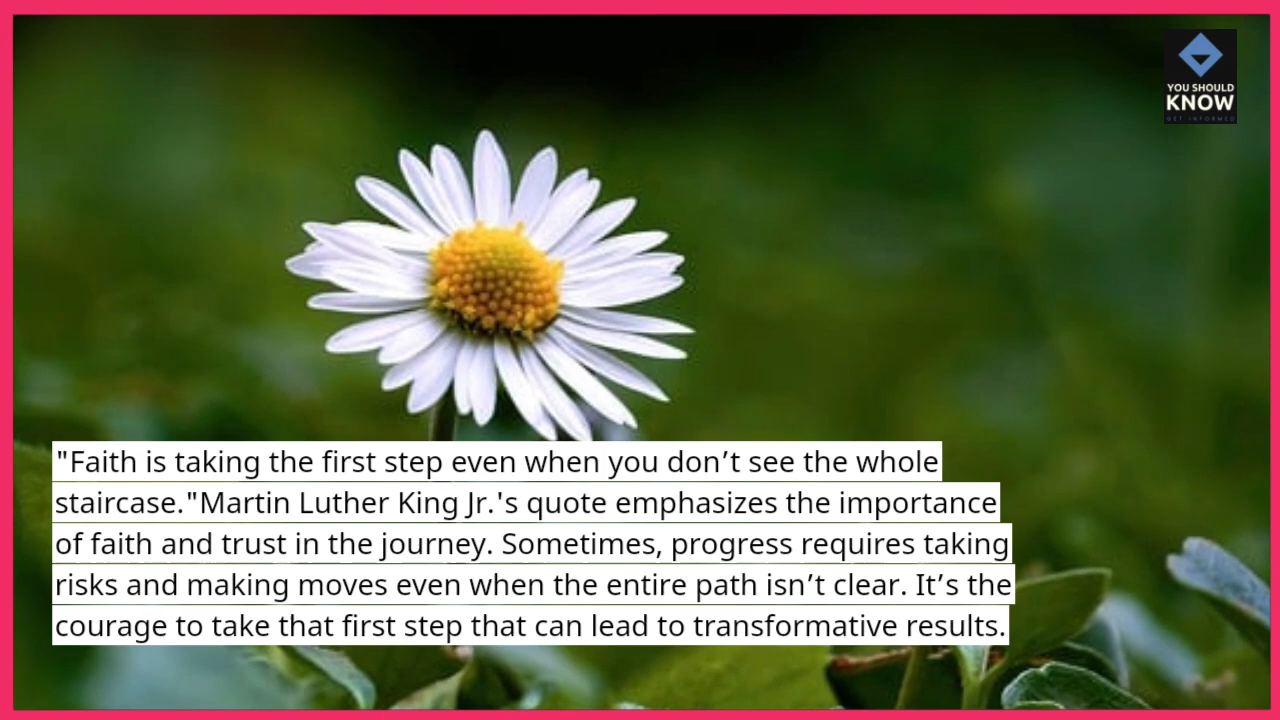 YOU SHOULD
KNOW
GET INFORMED
"Faith is taking the first step even when you don’t see the whole
staircase."Martin Luther King Jr.'s quote emphasizes the importance
of faith and trust in the journey. Sometimes, progress requires taking
risks and making moves even when the entire path isn’t clear. It’s the
courage to take that first step that can lead to transformative results.